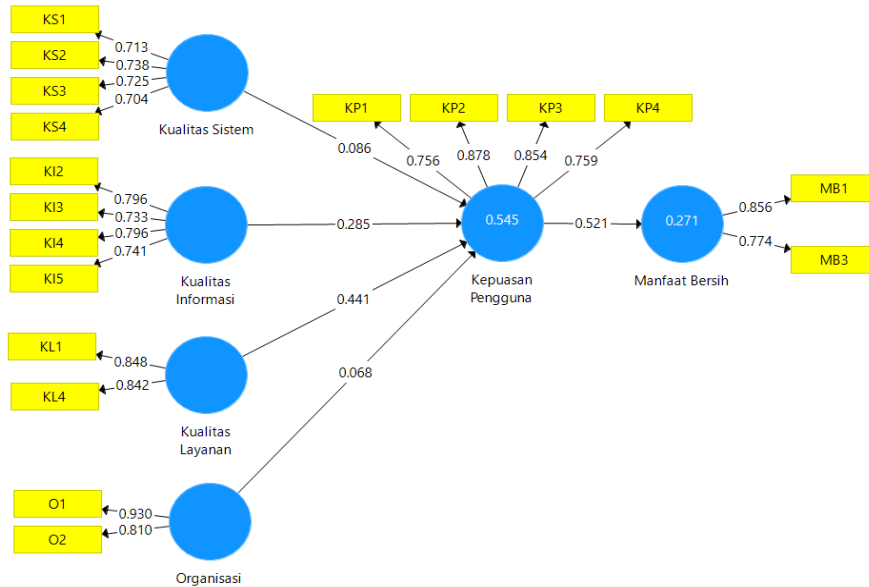 KS1
KS2
KS3
KS4
0.713
0.738
0.725
0.704
Kualitas Sistem
KP1
KP2
KP3
KP4
0.756
0.878
0.854
0.759
0.086
KI2
KI3
KI4
KI5
0.796
0.733
0.796
0.741
Kualitas
Informasi
0.285
0.545
Kepuasan
Pengguna
0.521
0.271
Manfaat Bersih
0.856
0.774
MB1
MB3
KL1
KL4
0.848
0.842
Kualitas
Layanan
0.441
0.068
O1
O2
0.930
0.810
Organisasi